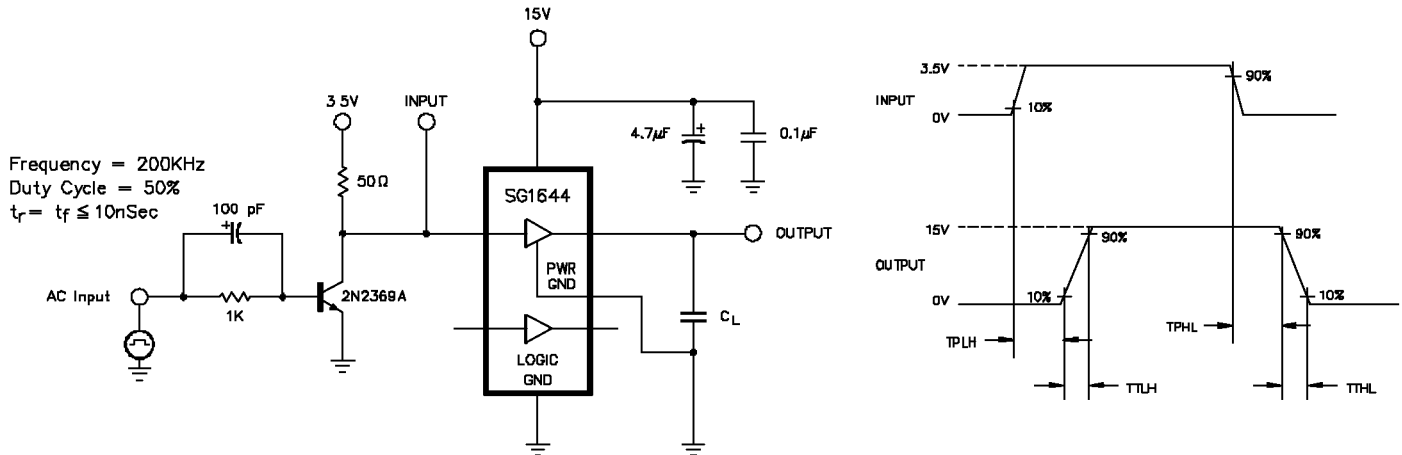 15V
3.5V
INPUT
4.7µF
+
0.1µF
Frequency = 200KHz
Duty Cycle = 50%
tr= tf ≤ 10nSec
50Ω
SG1644
100 pF
+
OUTPUT
PWR
GND
AC Input
1K
2N2369A
CL
LOGIC
GND
3.5V
90%
INPUT
10%
0V
15V
90%
90%
OUTPUT
10%
10%
0V
TPHL
TPLH
TTLH
TTHL